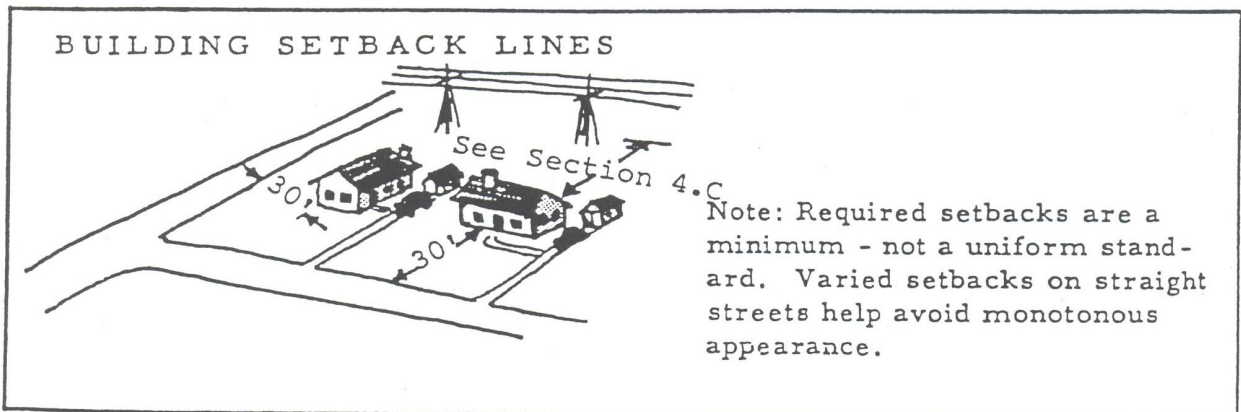 BUILDING SETBACK LINES
See Section 4.C
30'
30'
Note: Required setbacks are a
minimum - not a uniform stand-
ard. Varied setbacks on straight
streets help avoid monotonous
appearance.